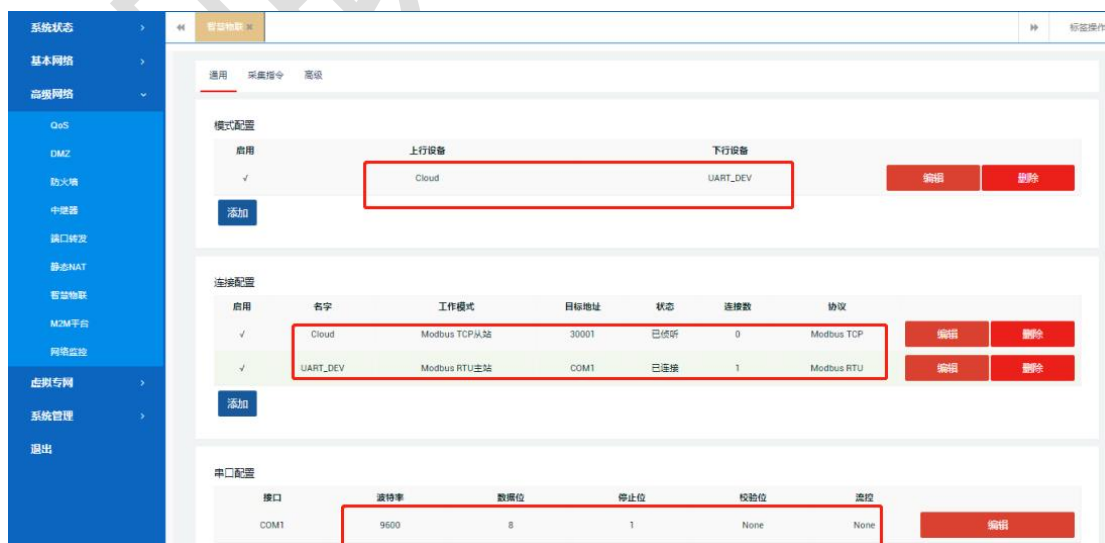 系统状态
基本网络
高级网络
QoS
DMZ
防火墙
中继器
端口转发
静态NAT
智慧物联
M2M平台
网络监控
虚拟专网
系统管理
退出
智慧物联
标签操作
通用 采集指令 高级
模式配置
启用 上行设备 下行设备
√ Cloud UART_DEV 编辑 删除
添加
连接配置
启用 名字 工作模式 目标地址 状态 连接数 协议
√ Cloud Modbus TCP从站 30001 已侦听 0 Modbus TCP 编辑 删除
√ UART_DEV Modbus RTU主站 COM1 已连接 1 Modbus RTU 编辑 删除
添加
串口配置
接口 波特率 数据位 停止位 校验位 流控
COM1 9600 8 1 None None 编辑